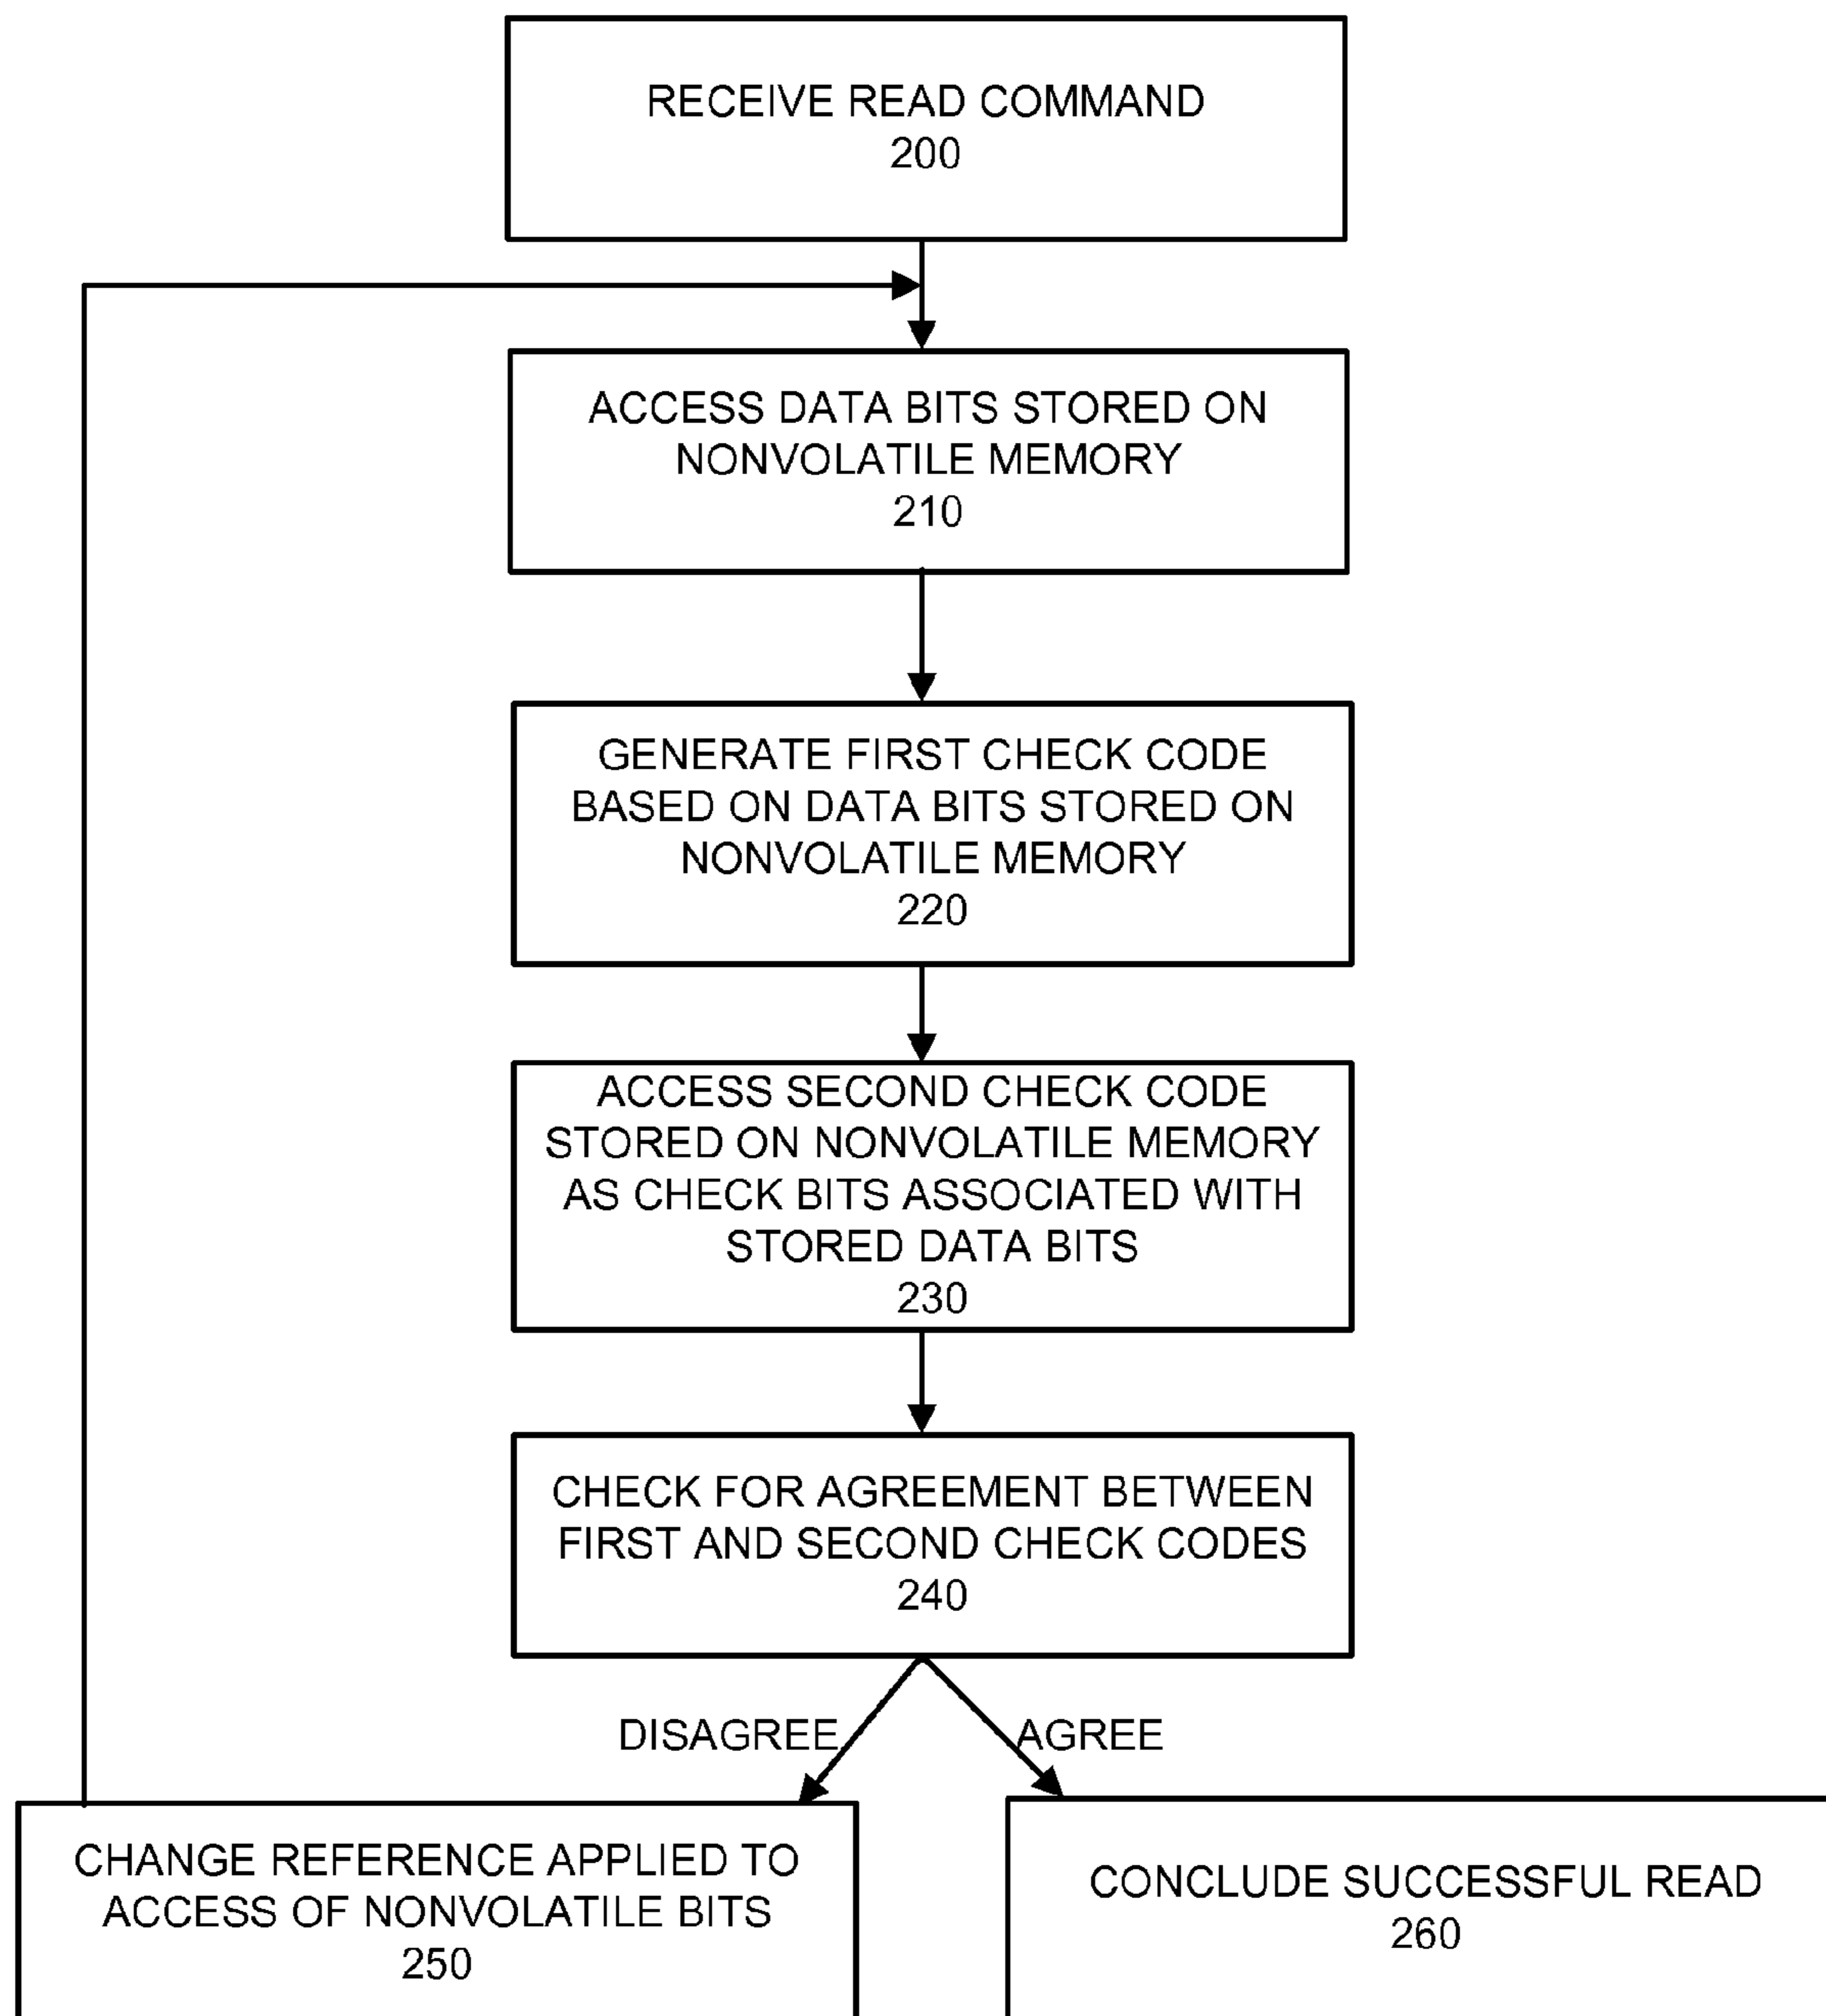 RECEIVE READ COMMAND
200
ACCESS DATA BITS STORED ON
NONVOLATILE MEMORY
210
GENERATE FIRST CHECK CODE
BASED ON DATA BITS STORED ON
NONVOLATILE MEMORY
220
ACCESS SECOND CHECK CODE
STORED ON NONVOLATILE MEMORY
AS CHECK BITS ASSOCIATED WITH
STORED DATA BITS
230
CHECK FOR AGREEMENT BETWEEN
FIRST AND SECOND CHECK CODES
240
DISAGREE
AGREE
CHANGE REFERENCE APPLIED TO
ACCESS OF NONVOLATILE BITS
250
CONCLUDE SUCCESSFUL READ
260